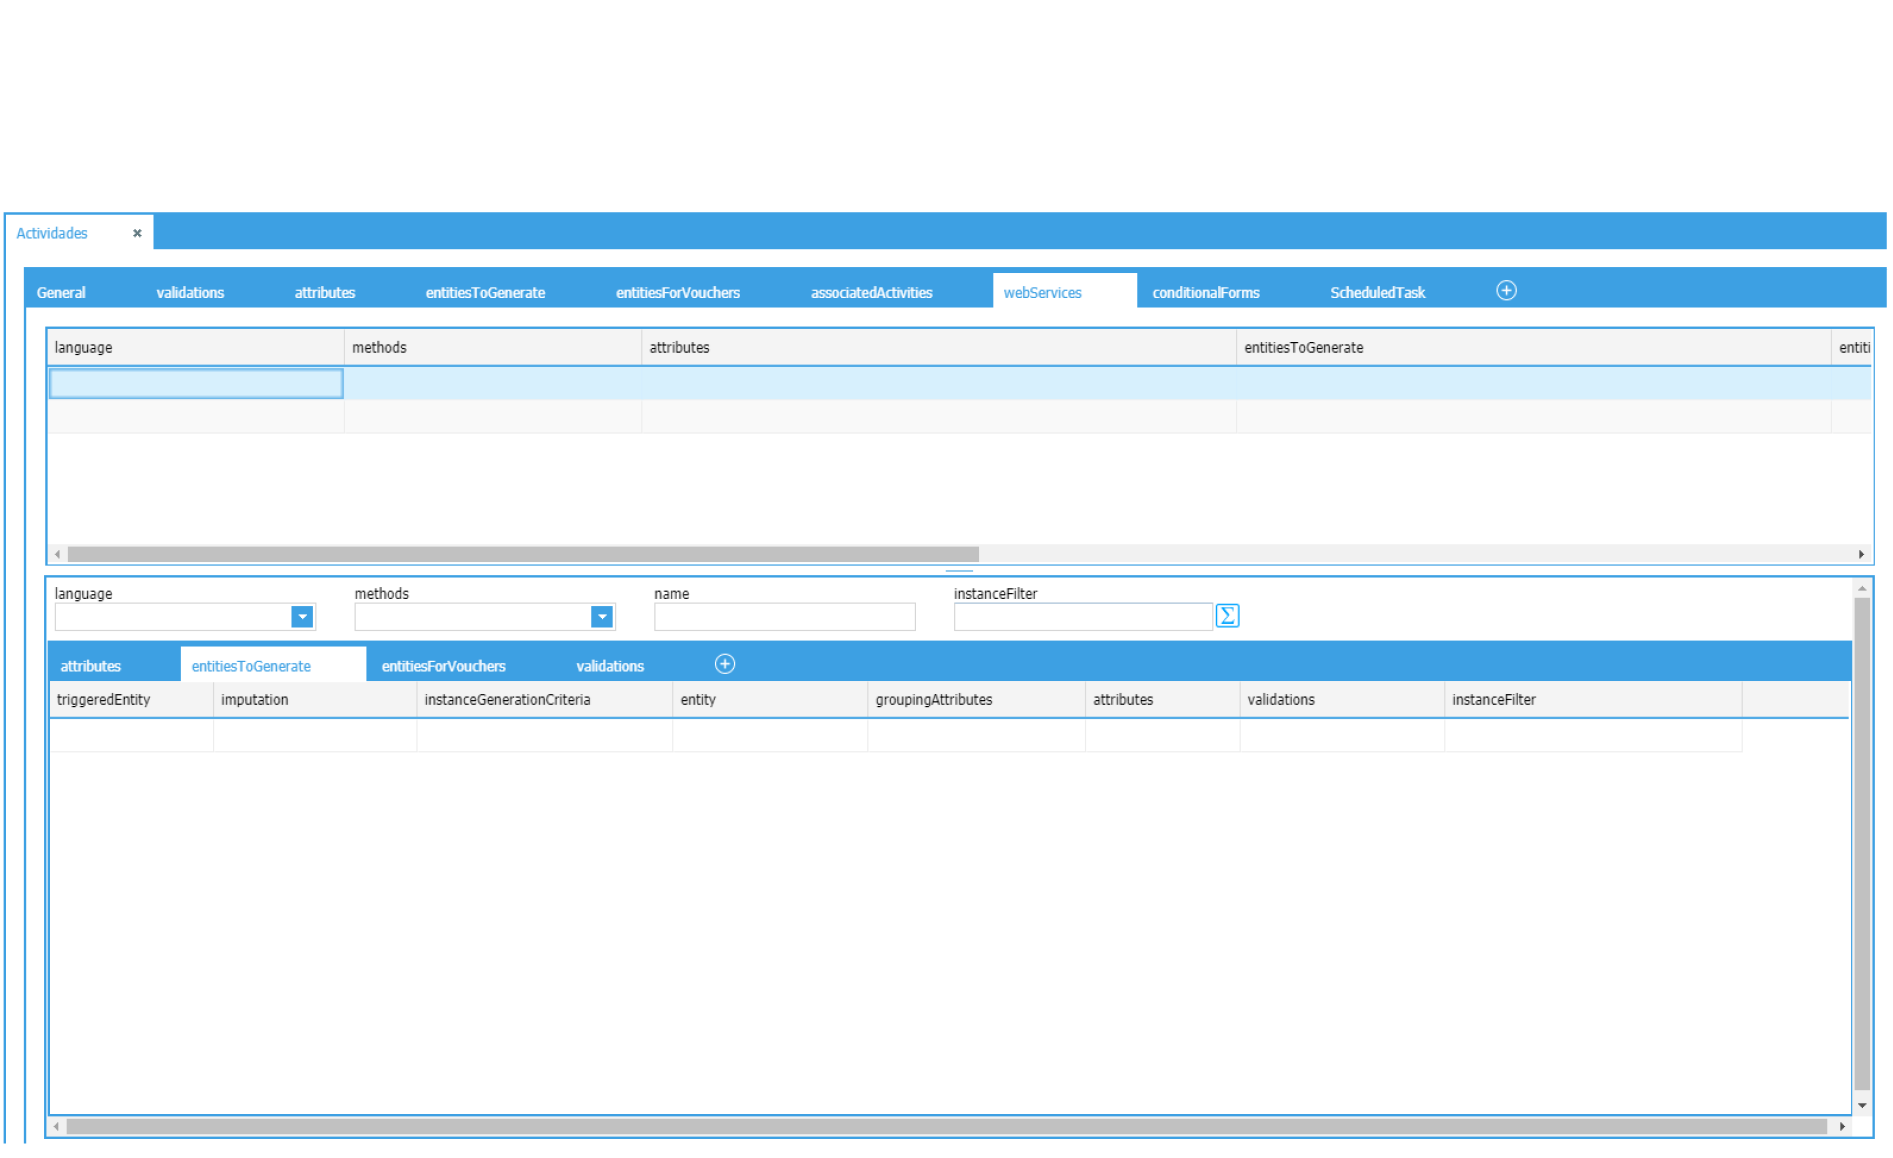 Actividades
General validations attributes entitiesToGenerate entitiesForVouchers associatedActivities webServices conditionalForms ScheduledTask
language methods attributes entitiesToGenerate entiti
language methods name instanceFilter
Σ
attributes entitiesToGenerate entitiesForVouchers validations
triggeredEntity imputation instanceGenerationCriteria entity groupingAttributes attributes validations instanceFilter